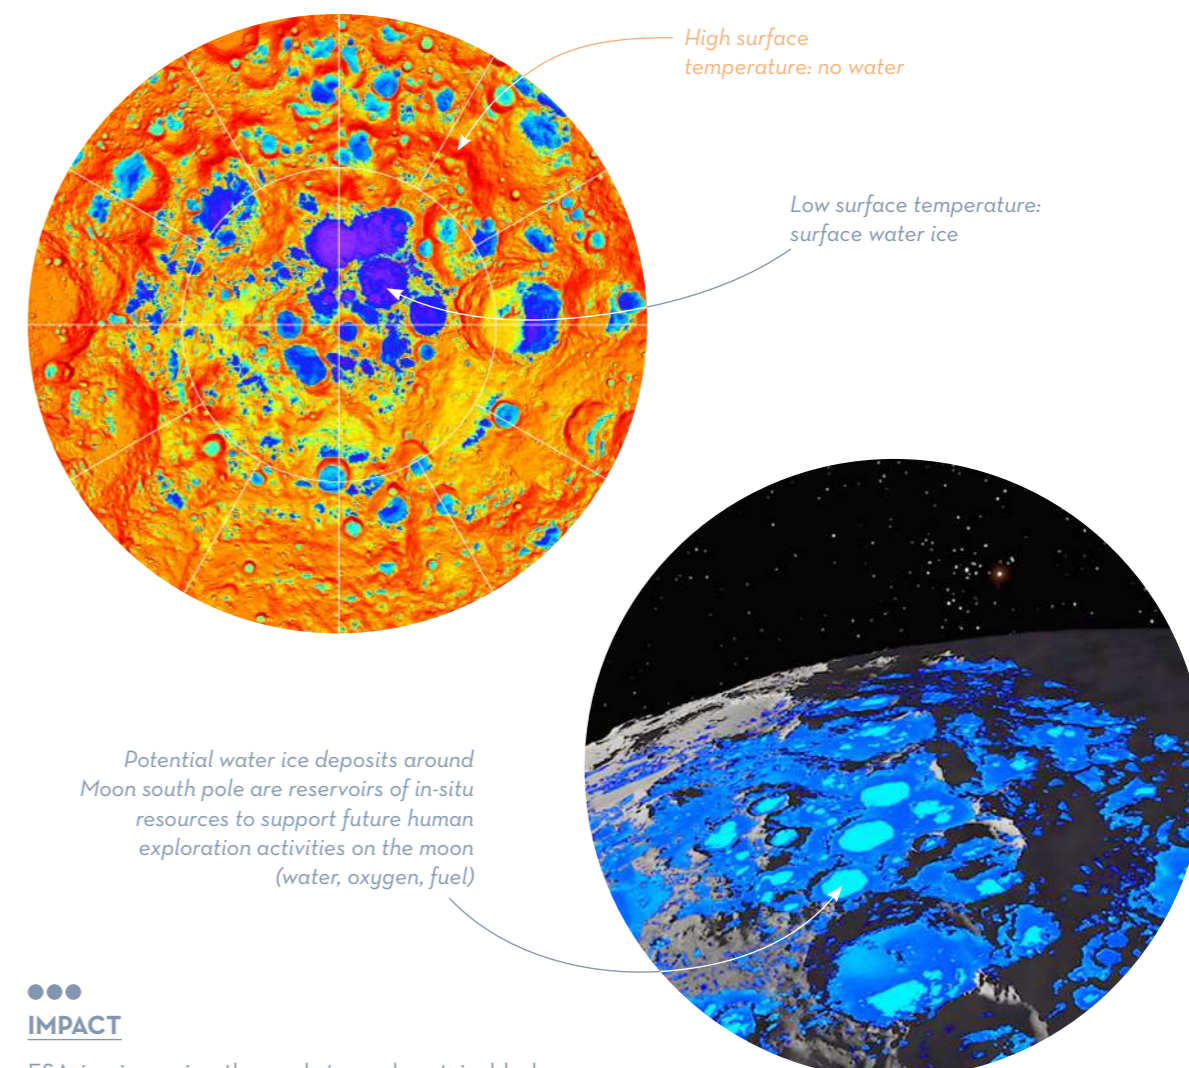 High surface
temperature: no water
Low surface temperature:
surface water ice
Potential water ice deposits around
Moon south pole are reservoirs of in-situ
resources to support future human
exploration activities on the moon
(water, oxygen, fuel)
IMPACT